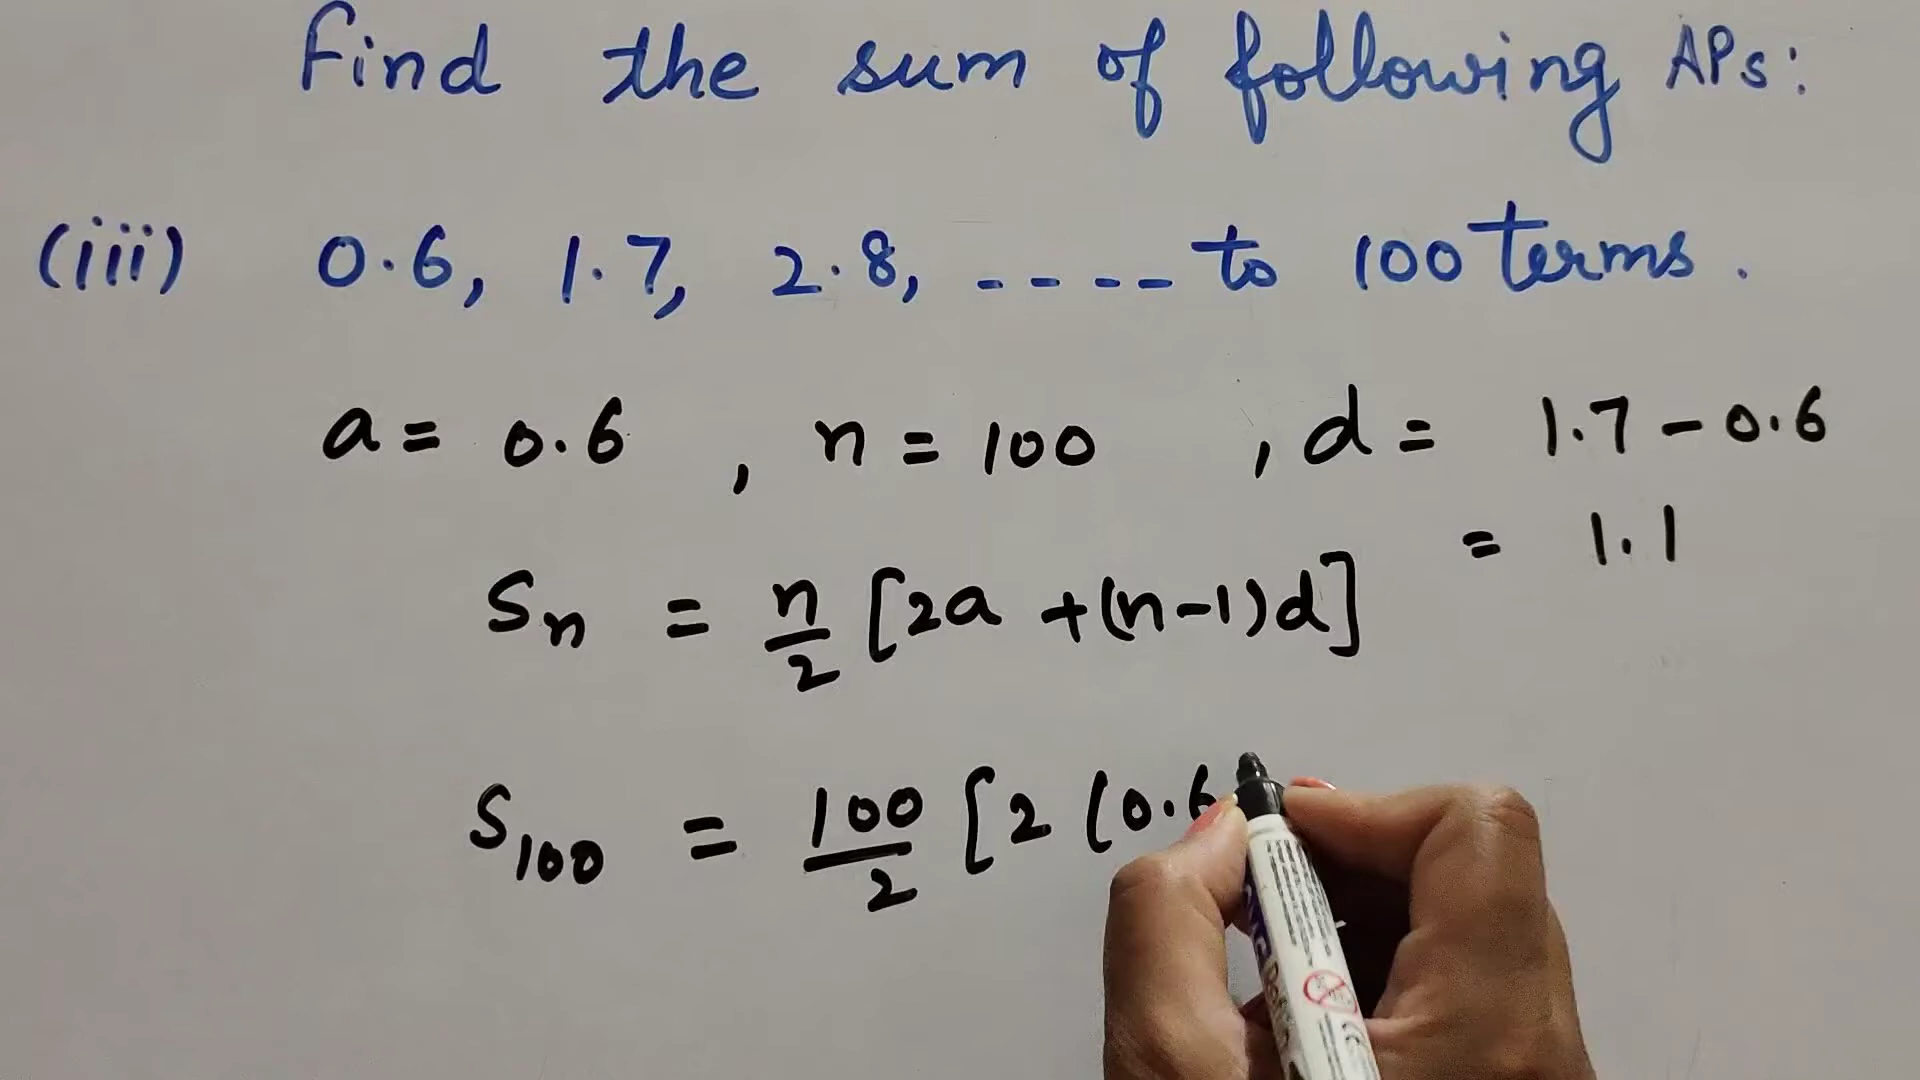 Find the sum of following APs:
(iii) 0.6, 1.7, 2.8, ---- to 100 terms.
a = 0.6 , n = 100 , d = 1.7 - 0.6
= 1.1
Sn = n/2 [2a + (n-1)d]
S100 = 100/2 [2 (0.6